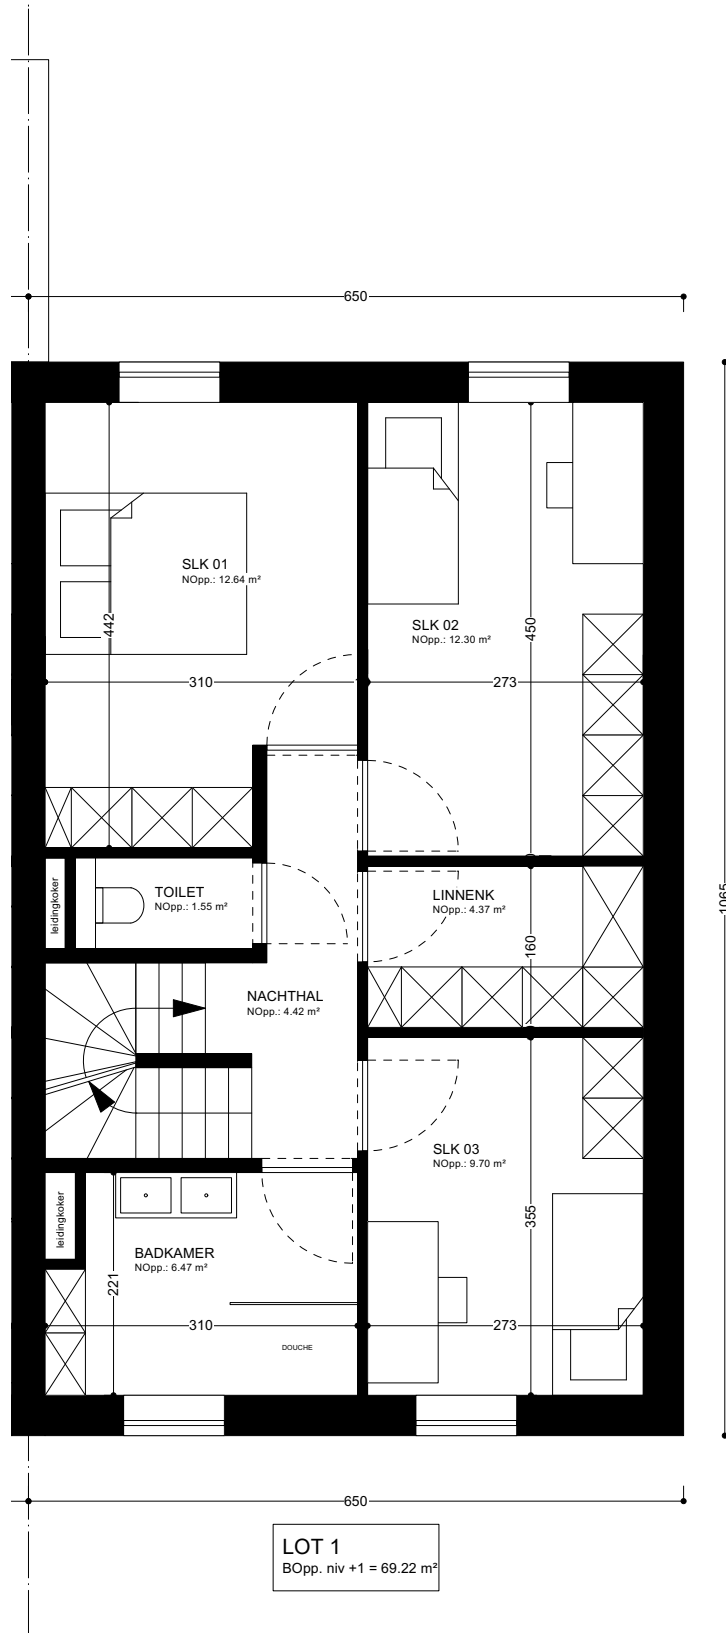 650
SLK 01
NOpp.: 12.64 m²
442
310
SLK 02
NOpp.: 12.30 m²
450
273
1065
leidingkoker
TOILET
NOpp.: 1.55 m²
LINNENK
NOpp.: 4.37 m²
160
NACHTHAL
NOpp.: 4.42 m²
SLK 03
NOpp.: 9.70 m²
355
273
leidingkoker
BADKAMER
NOpp.: 6.47 m²
221
310
DOUCHE
650
LOT 1
BOpp. niv +1 = 69.22 m²